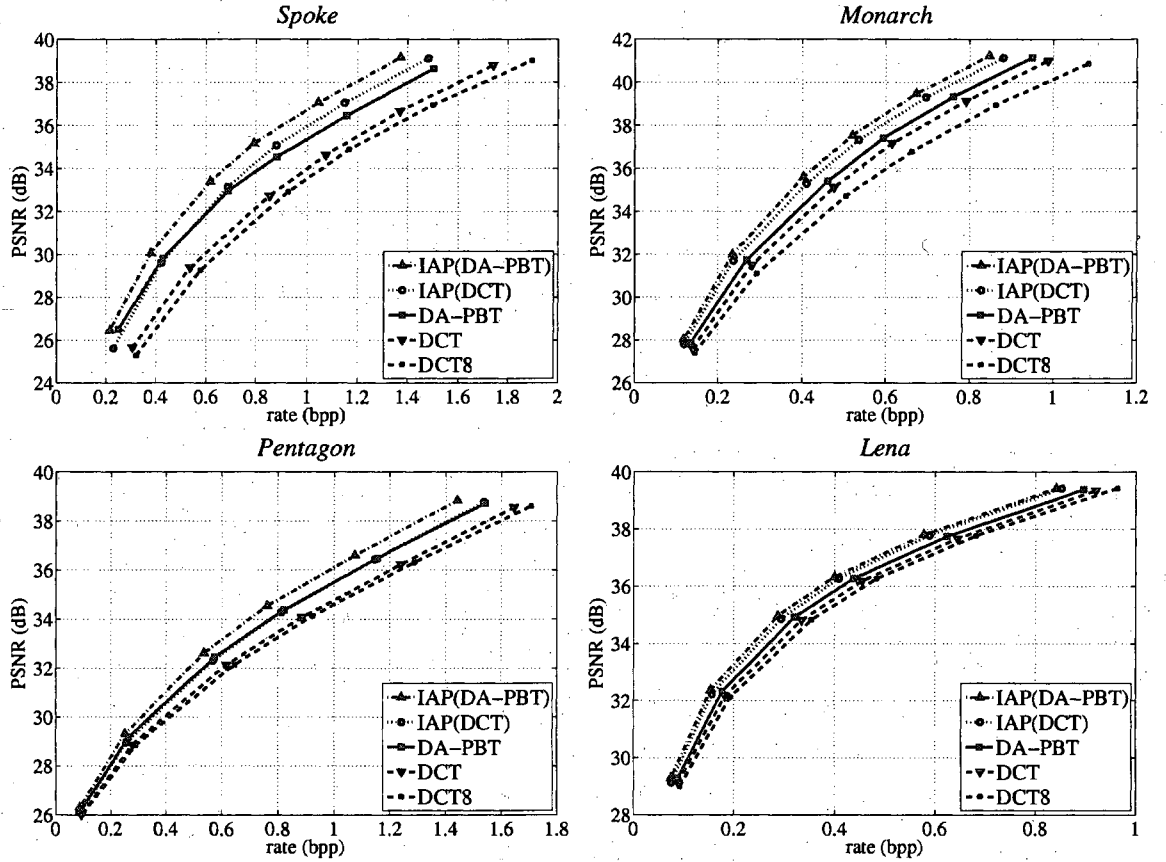 Spoke
40
38
36
34
32
30
28
26
24
PSNR (dB)
0 0.2 0.4 0.6 0.8 1 1.2 1.4 1.6 1.8 2
rate (bpp)
IAP(DA-PBT)
IAP(DCT)
DA-PBT
DCT
DCT8
Monarch
42
40
38
36
34
32
30
28
26
PSNR (dB)
0 0.2 0.4 0.6 0.8 1 1.2
rate (bpp)
IAP(DA-PBT)
IAP(DCT)
DA-PBT
DCT
DCT8
Pentagon
40
38
36
34
32
30
28
26
PSNR (dB)
0 0.2 0.4 0.6 0.8 1 1.2 1.4 1.6 1.8
rate (bpp)
IAP(DA-PBT)
IAP(DCT)
DA-PBT
DCT
DCT8
Lena
40
38
36
34
32
30
28
PSNR (dB)
0 0.2 0.4 0.6 0.8 1
rate (bpp)
IAP(DA-PBT)
IAP(DCT)
DA-PBT
DCT
DCT8